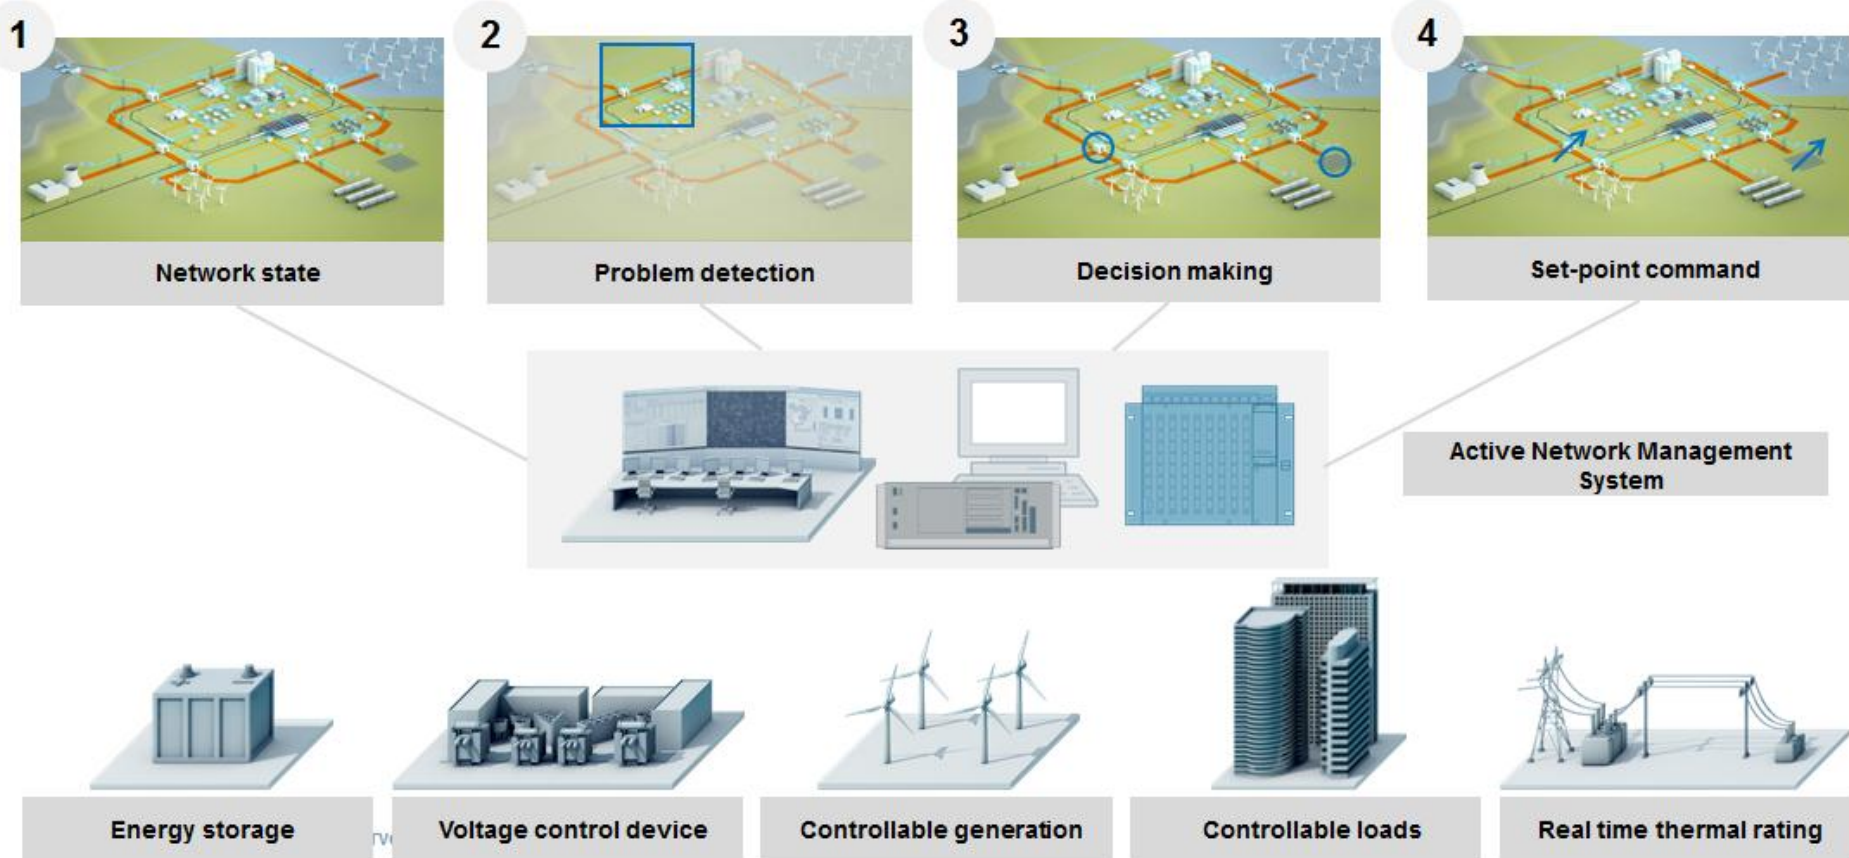 1
2
3
4
Network state
Problem detection
Decision making
Set-point command
Active Network Management
System
Energy storage
Voltage control device
Controllable generation
Controllable loads
Real time thermal rating